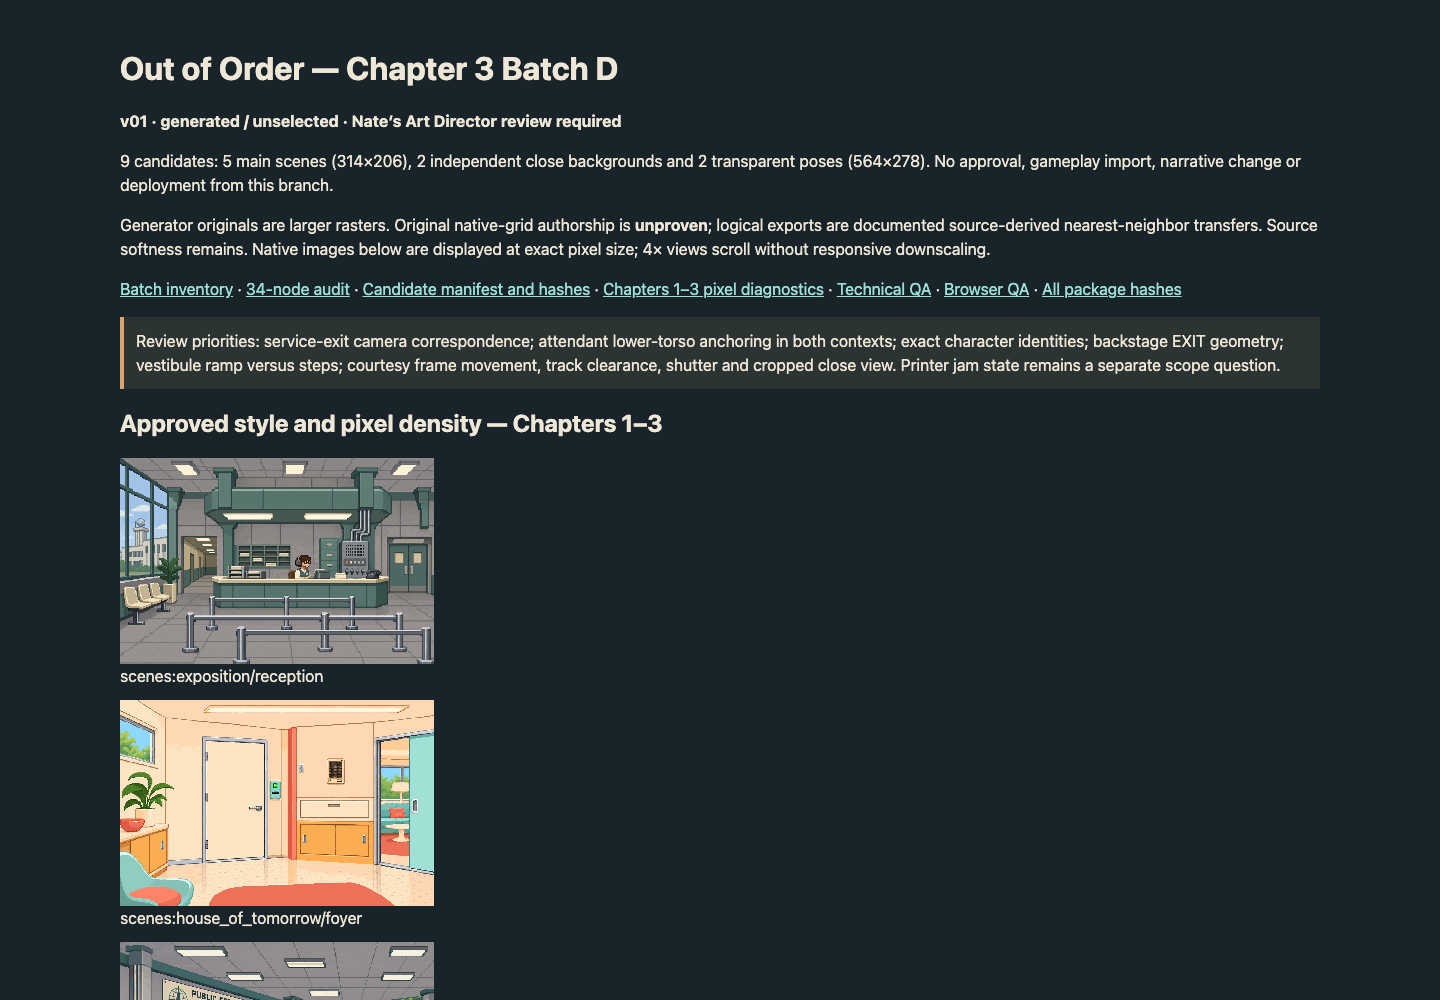 Out of Order — Chapter 3 Batch D
v01 · generated / unselected · Nate’s Art Director review required
9 candidates: 5 main scenes (314×206), 2 independent close backgrounds and 2 transparent poses (564×278). No approval, gameplay import, narrative change or
deployment from this branch.
Generator originals are larger rasters. Original native-grid authorship is unproven; logical exports are documented source-derived nearest-neighbor transfers. Source
softness remains. Native images below are displayed at exact pixel size; 4× views scroll without responsive downscaling.
Batch inventory · 34-node audit · Candidate manifest and hashes · Chapters 1–3 pixel diagnostics · Technical QA · Browser QA · All package hashes
Review priorities: service-exit camera correspondence; attendant lower-torso anchoring in both contexts; exact character identities; backstage EXIT geometry;
vestibule ramp versus steps; courtesy frame movement, track clearance, shutter and cropped close view. Printer jam state remains a separate scope question.
Approved style and pixel density — Chapters 1–3
scenes:exposition/reception
scenes:house_of_tomorrow/foyer
PUBLIC